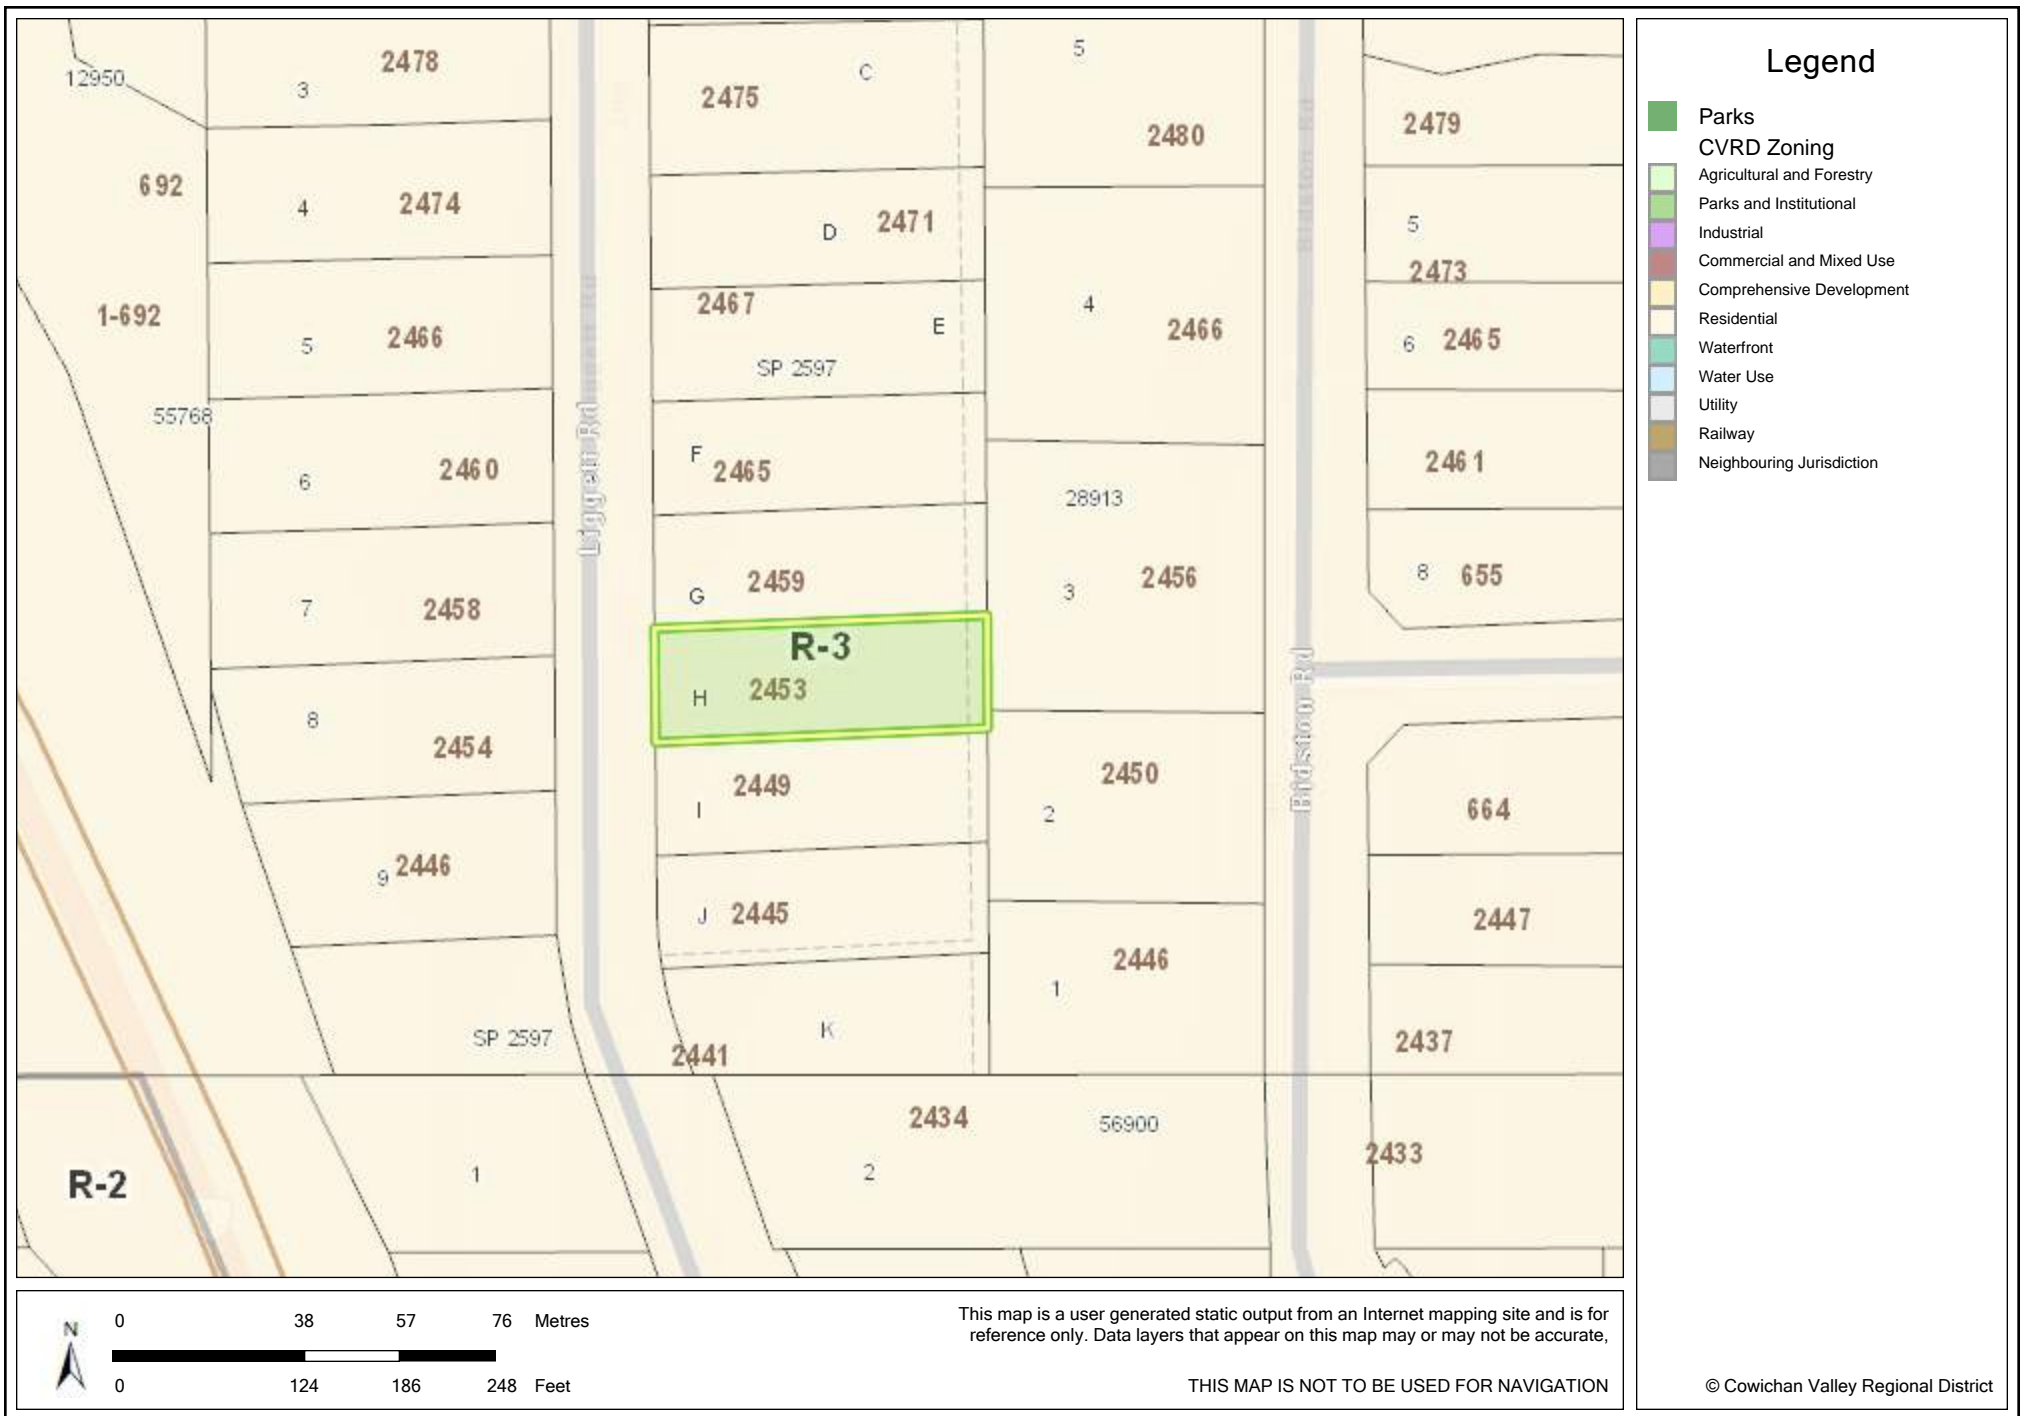 Legend
Parks
CVRD Zoning
Agricultural and Forestry
Parks and Institutional
Industrial
Commercial and Mixed Use
Comprehensive Development
Residential
Waterfront
Water Use
Utility
Railway
Neighbouring Jurisdiction
© Cowichan Valley Regional District
12950
3
2478
692
4
2474
1-692
5
2466
55768
6
2460
7
2458
8
2454
9
2446
SP 2597
R-2
1
Liggett Rd
2475
C
D
2471
2467
E
SP 2597
F
2465
G
2459
R-3
H
2453
I
2449
J
2445
K
2441
2434
2
56900
5
2480
4
2466
28913
3
2456
2450
2
2446
1
Bidston Rd
Bidston Rd
2479
5
2473
6
2465
2461
8
655
664
2447
2437
2433
N
0 38 57 76 Metres
0 124 186 248 Feet
This map is a user generated static output from an Internet mapping site and is for
reference only. Data layers that appear on this map may or may not be accurate,
THIS MAP IS NOT TO BE USED FOR NAVIGATION